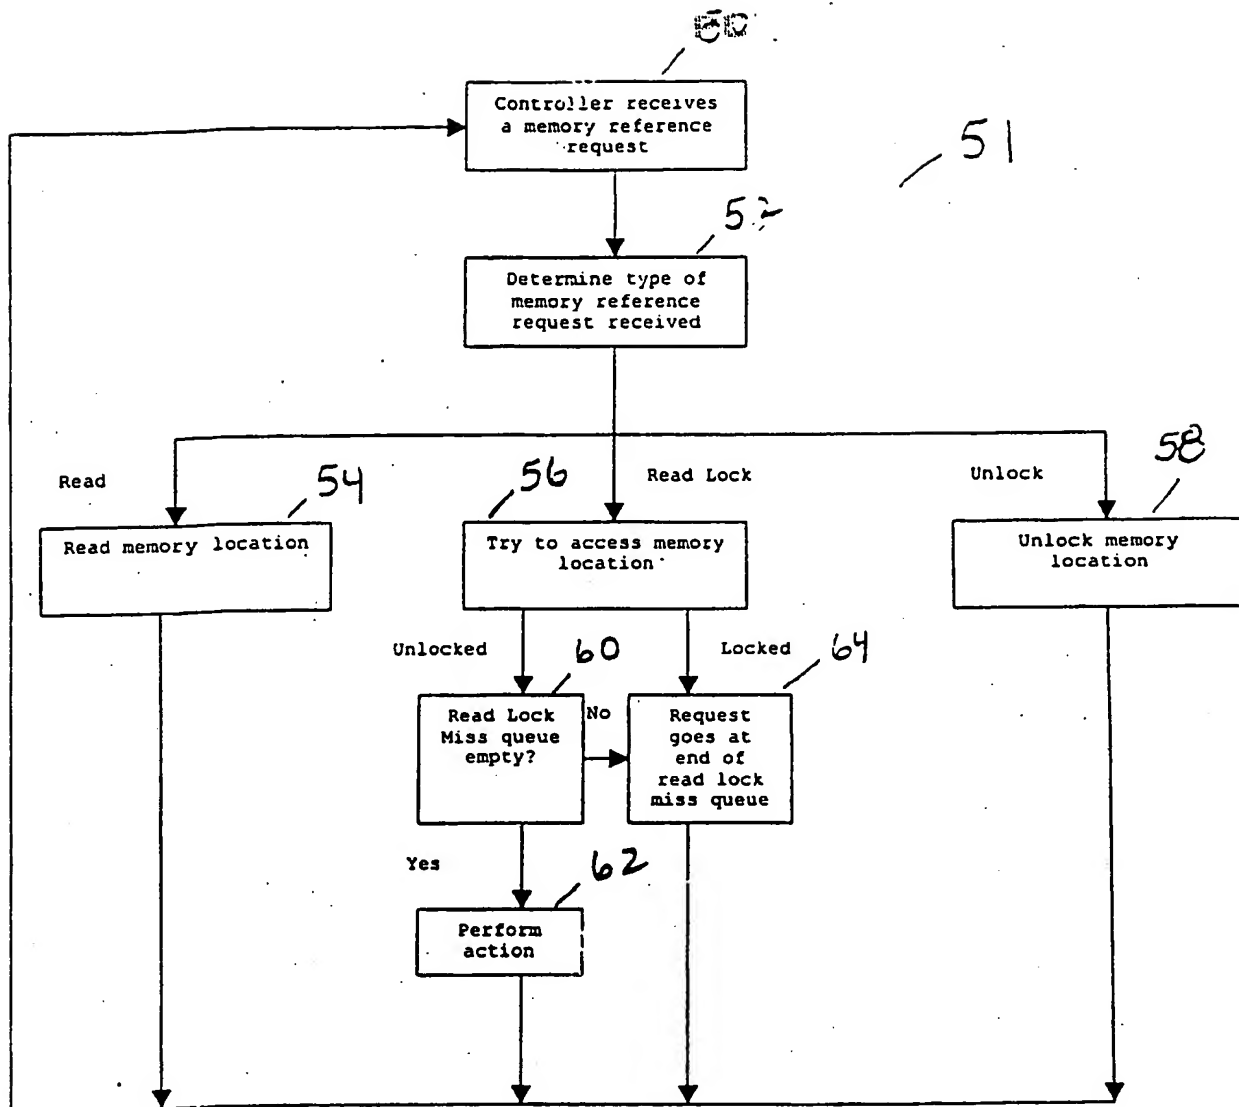 Controller receives
a memory reference
request
51
52
Determine type of
memory reference
request received
Read
54
56
Read Lock
Unlock
58
Read memory location
Try to access memory
location
Unlock memory
location
Unlocked
60
Locked
64
Read Lock
Miss queue
empty?
No
Request
goes at
end of
read lock
miss queue
Yes
62
Perform
action